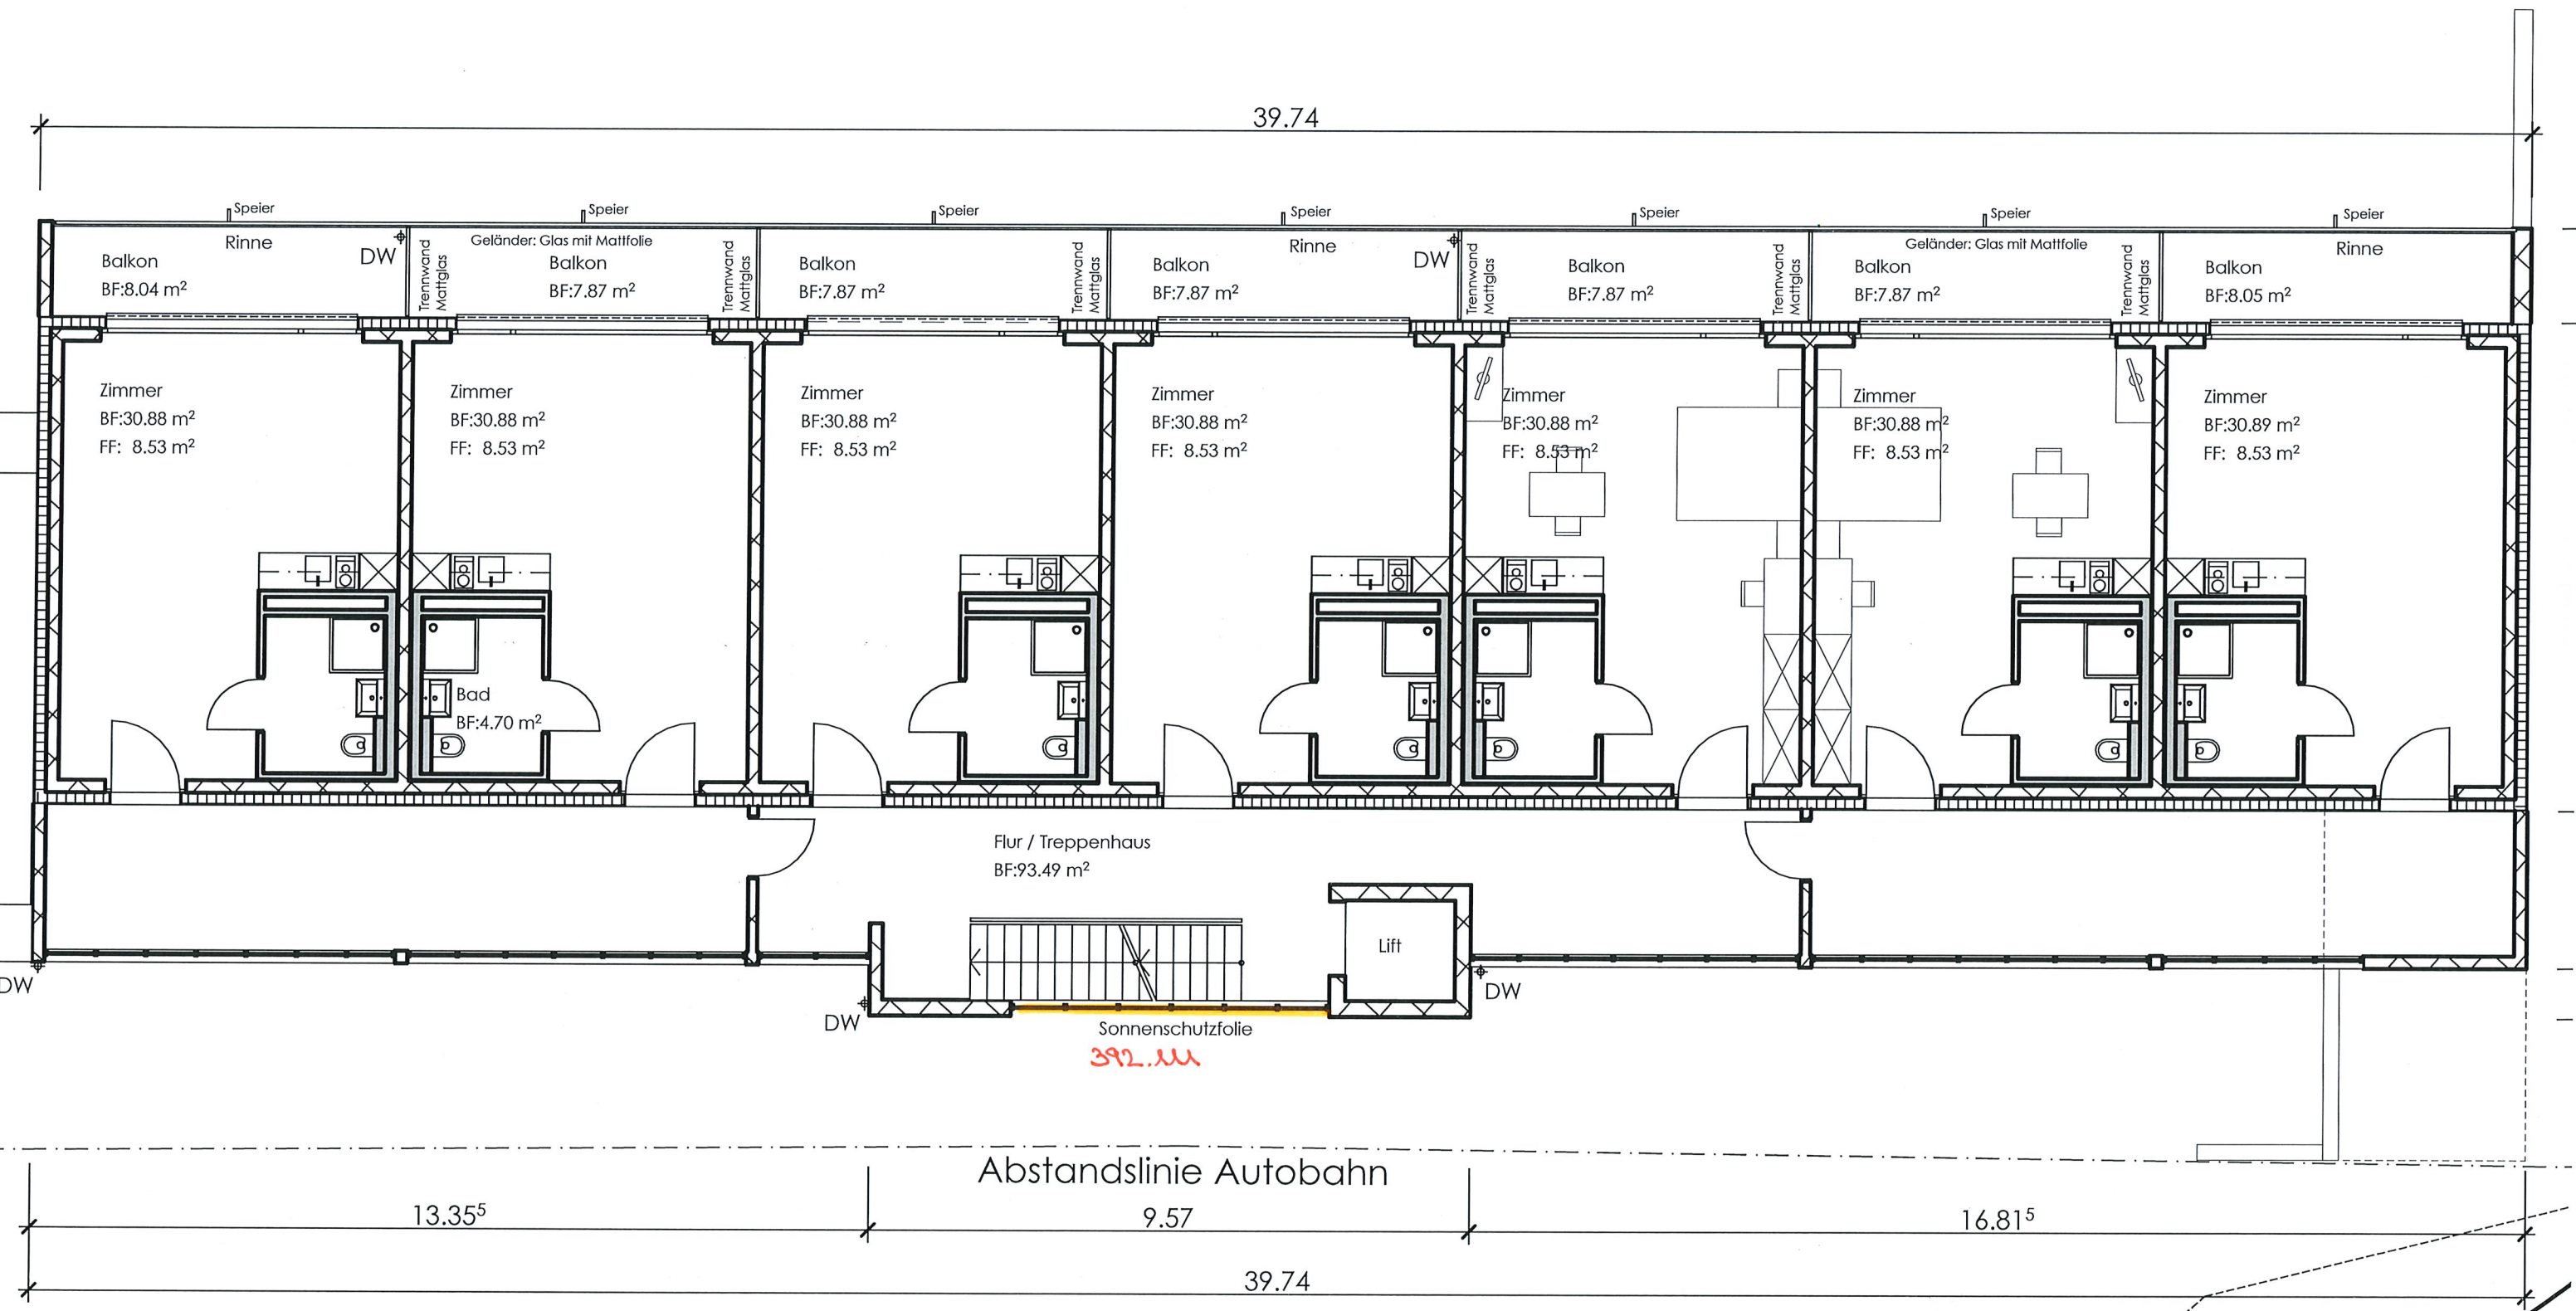 39.74
Speier
Speier
Speier
Speier
Speier
Speier
Speier
Rinne
DW
Balkon
BF:8.04 m²
Trennwand
Mattglas
Geländer: Glas mit Mattfolie
Balkon
BF:7.87 m²
Trennwand
Mattglas
Balkon
BF:7.87 m²
Trennwand
Mattglas
Rinne
DW
Balkon
BF:7.87 m²
Trennwand
Mattglas
Balkon
BF:7.87 m²
Trennwand
Mattglas
Geländer: Glas mit Mattfolie
Balkon
BF:7.87 m²
Trennwand
Mattglas
Rinne
Balkon
BF:8.05 m²
Zimmer
BF:30.88 m²
FF: 8.53 m²
Zimmer
BF:30.88 m²
FF: 8.53 m²
Zimmer
BF:30.88 m²
FF: 8.53 m²
Zimmer
BF:30.88 m²
FF: 8.53 m²
Zimmer
BF:30.88 m²
FF: 8.53 m²
Zimmer
BF:30.88 m²
FF: 8.53 m²
Zimmer
BF:30.89 m²
FF: 8.53 m²
Bad
BF:4.70 m²
Flur / Treppenhaus
BF:93.49 m²
Lift
DW
DW
DW
Sonnenschutzfolie
Abstandslinie Autobahn
13.35⁵
9.57
16.81⁵
39.74